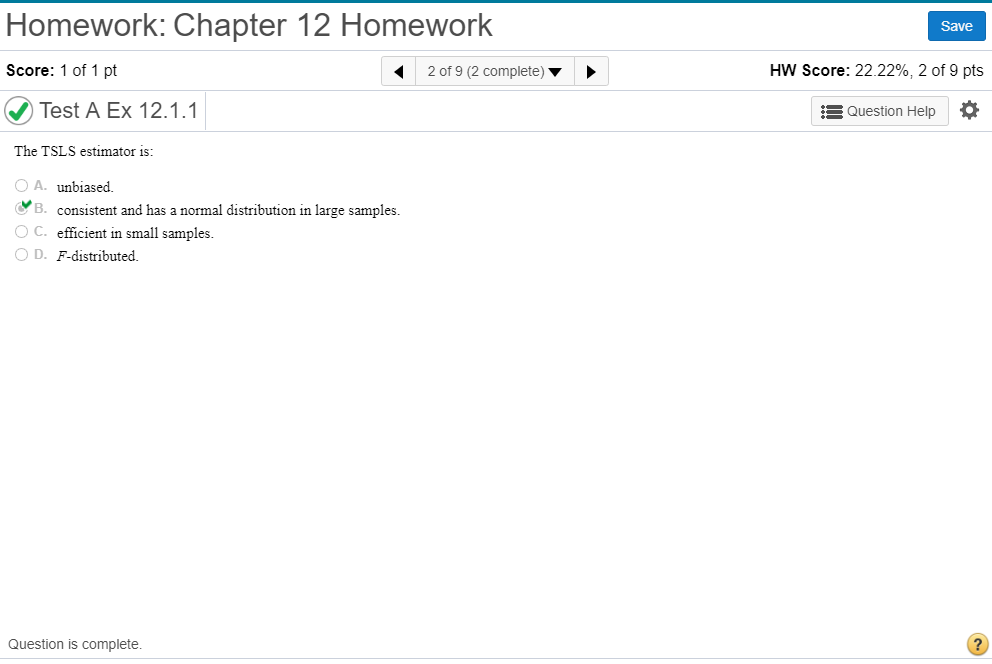 Homework: Chapter 12 Homework
Save
Score: 1 of 1 pt
2 of 9 (2 complete)
HW Score: 22.22%, 2 of 9 pts
Test A Ex 12.1.1
Question Help
The TSLS estimator is:
A. unbiased.
B. consistent and has a normal distribution in large samples.
C. efficient in small samples.
D. F-distributed.
Question is complete.
?